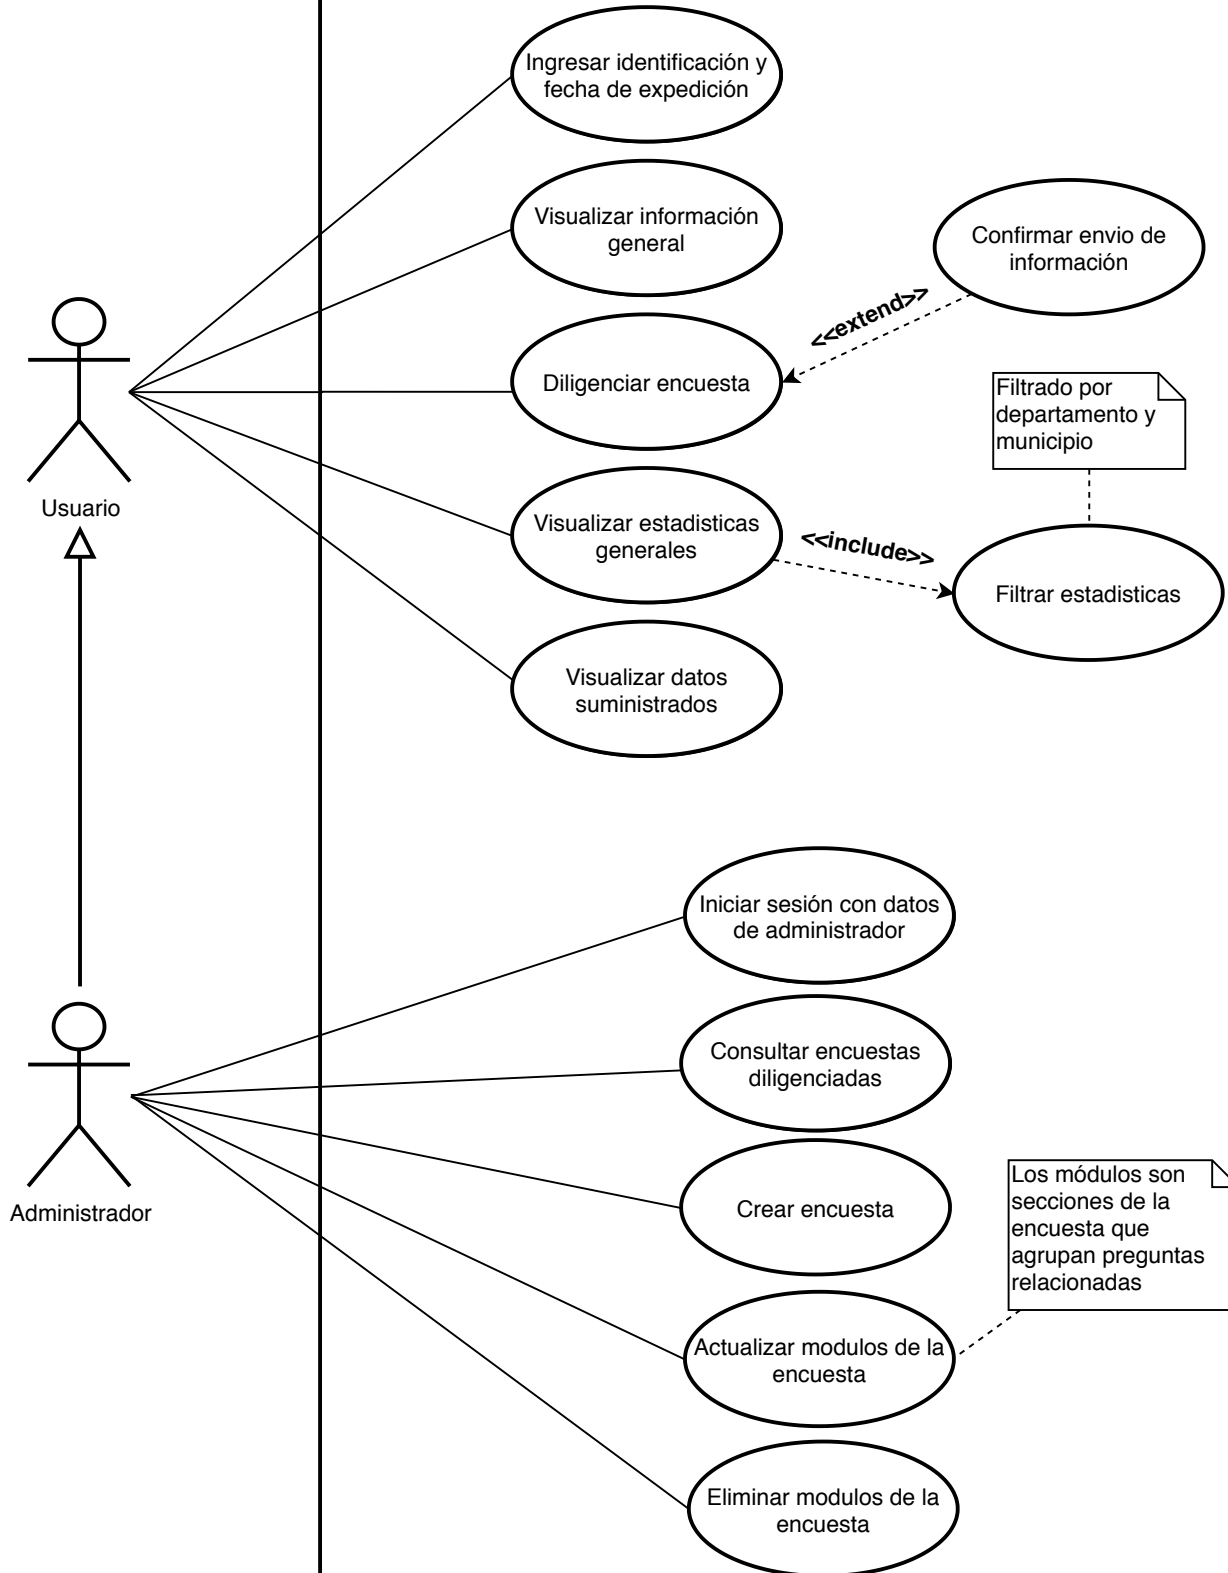 Ingresar identificación y
fecha de expedición
Visualizar información
general
Confirmar envio de
información
<<extend>>
Diligenciar encuesta
Filtrado por
departamento y
municipio
Usuario
Visualizar estadisticas
generales
<<include>>
Filtrar estadisticas
Visualizar datos
suministrados
Iniciar sesión con datos
de administrador
Consultar encuestas
diligenciadas
Administrador
Crear encuesta
Los módulos son
secciones de la
encuesta que
agrupan preguntas
relacionadas
Actualizar modulos de la
encuesta
Eliminar modulos de la
encuesta